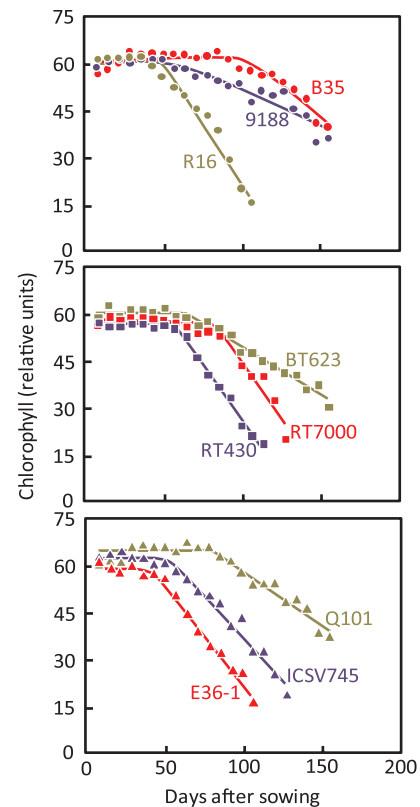 75
60
45
30
15
0
B35
9188
R16
75
60
45
30
15
0
BT623
RT7000
RT430
Chlorophyll (relative units)
75
60
45
30
15
0
Q101
ICSV745
E36-1
0 50 100 150 200
Days after sowing